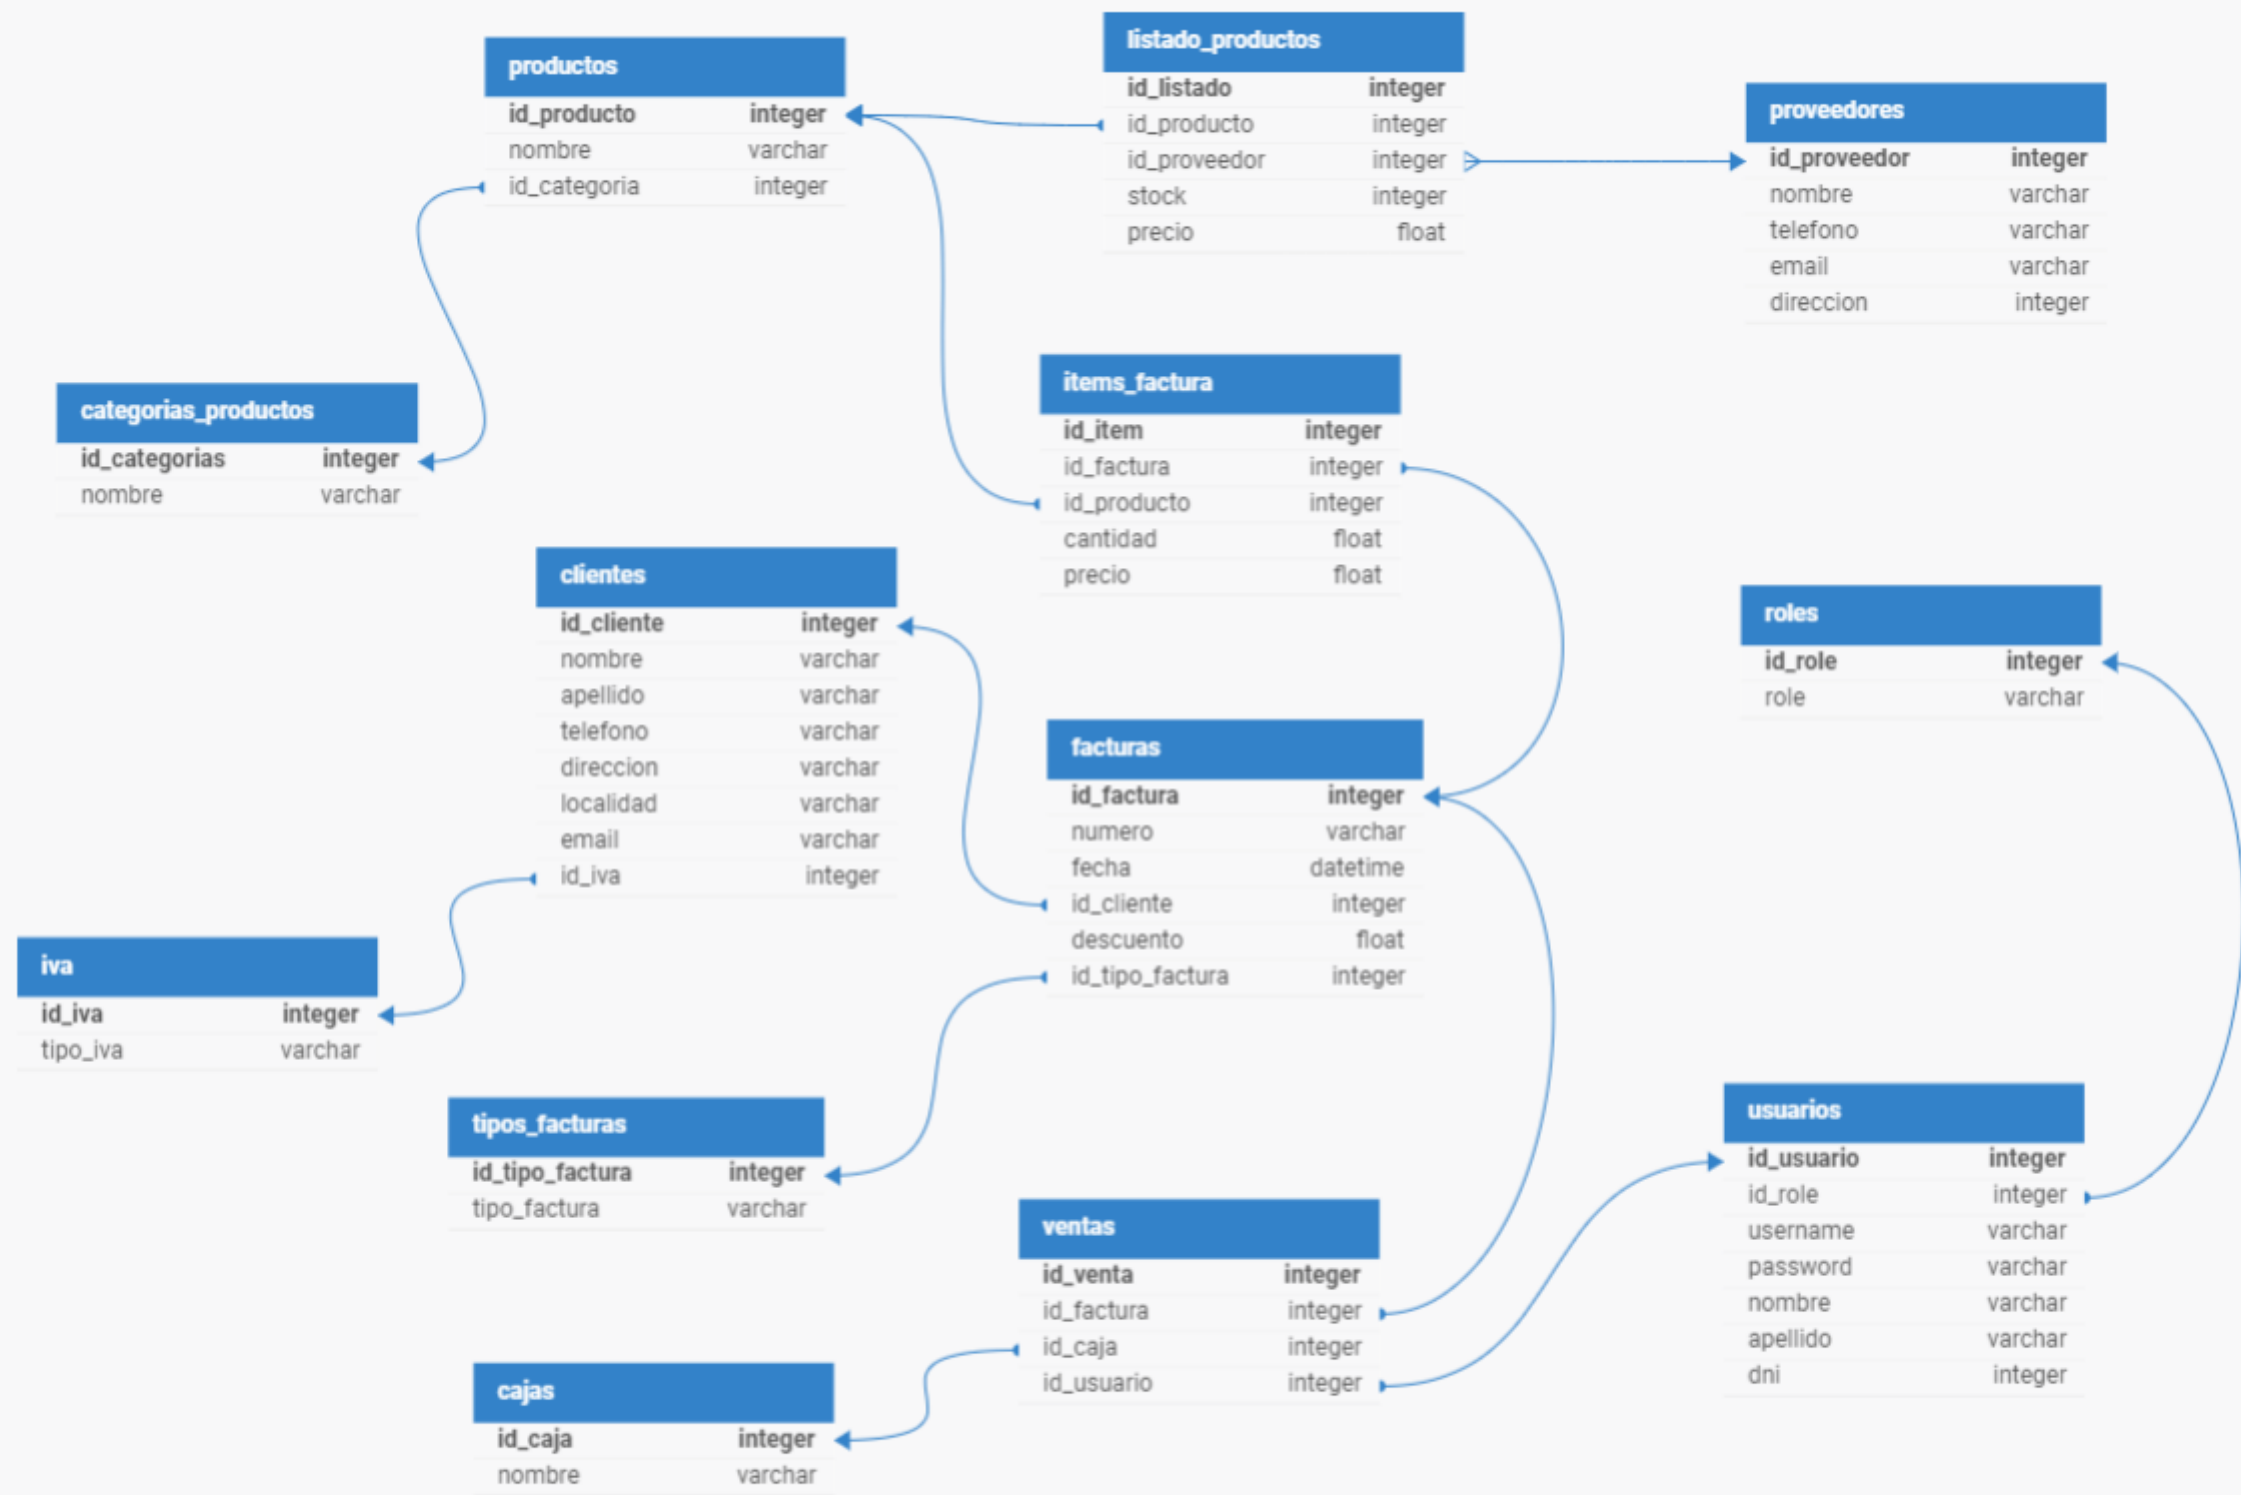 productos
id_producto integer
nombre varchar
id_categoria integer
listado_productos
id_listado integer
id_producto integer
id_proveedor integer
stock integer
precio float
proveedores
id_proveedor integer
nombre varchar
telefono varchar
email varchar
direccion integer
categorias_productos
id_categorias integer
nombre varchar
items_factura
id_item integer
id_factura integer
id_producto integer
cantidad float
precio float
clientes
id_cliente integer
nombre varchar
apellido varchar
telefono varchar
direccion varchar
localidad varchar
email varchar
id_iva integer
roles
id_role integer
role varchar
facturas
id_factura integer
numero varchar
fecha datetime
id_cliente integer
descuento float
id_tipo_factura integer
iva
id_iva integer
tipo_iva varchar
tipos_facturas
id_tipo_factura integer
tipo_factura varchar
usuarios
id_usuario integer
id_role integer
username varchar
password varchar
nombre varchar
apellido varchar
dni integer
ventas
id_venta integer
id_factura integer
id_caja integer
id_usuario integer
cajas
id_caja integer
nombre varchar